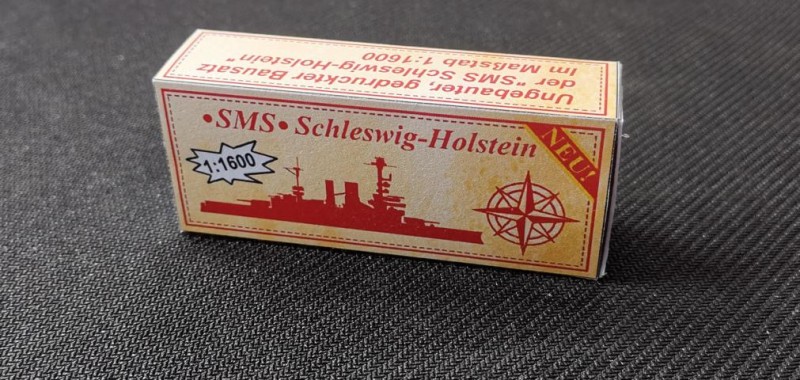 Ungebauter, gedruckter Bausatz
der "SMS Schleswig-Holstein"
Im Maßstab 1:1600
•SMS• Schleswig-Holstein
NEU!
1:1600